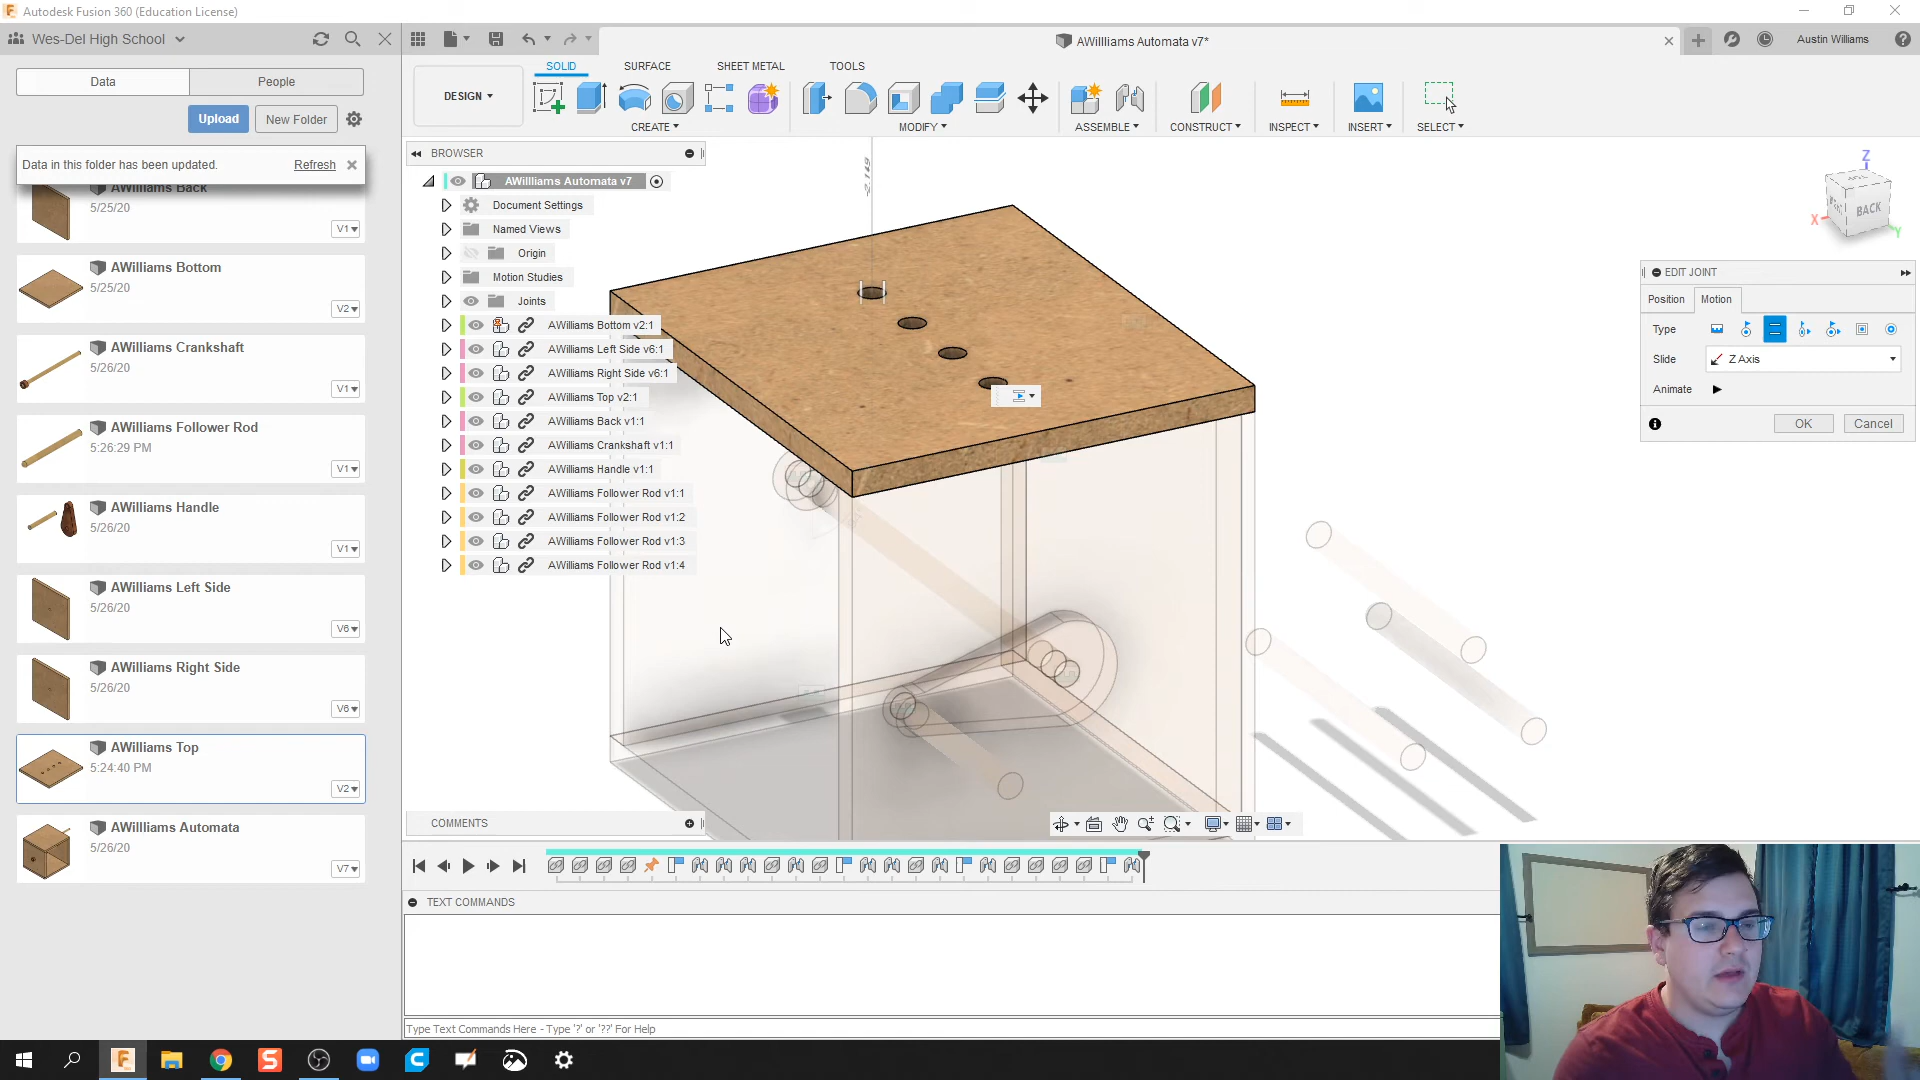 Autodesk Fusion 360 (Education License)
Wes-Del High School
AWIllliams Automata v7*
Austin Williams
Data
People
Upload
New Folder
Data in this folder has been updated.
Refresh
AWilliams Back
5/25/20
V1
AWilliams Bottom
5/25/20
V2
AWilliams Crankshaft
5/26/20
V1
AWilliams Follower Rod
5:26:29 PM
V1
AWilliams Handle
5/26/20
V1
AWilliams Left Side
5/26/20
V6
AWilliams Right Side
5/26/20
V6
AWilliams Top
5:24:40 PM
V2
AWIllliams Automata
5/26/20
V7
SOLID
SURFACE
SHEET METAL
TOOLS
DESIGN
CREATE
MODIFY
ASSEMBLE
CONSTRUCT
INSPECT
INSERT
SELECT
BROWSER
AWIllliams Automata v7
Document Settings
Named Views
Origin
Motion Studies
Joints
AWilliams Bottom v2:1
AWilliams Left Side v6:1
AWilliams Right Side v6:1
AWilliams Top v2:1
AWilliams Back v1:1
AWilliams Crankshaft v1:1
AWilliams Handle v1:1
AWilliams Follower Rod v1:1
AWilliams Follower Rod v1:2
AWilliams Follower Rod v1:3
AWilliams Follower Rod v1:4
Z
BACK
X
Y
EDIT JOINT
Position
Motion
Type
Slide
Z Axis
Animate
OK
Cancel
COMMENTS
TEXT COMMANDS
Type Text Commands Here - Type '?' or '??' For Help